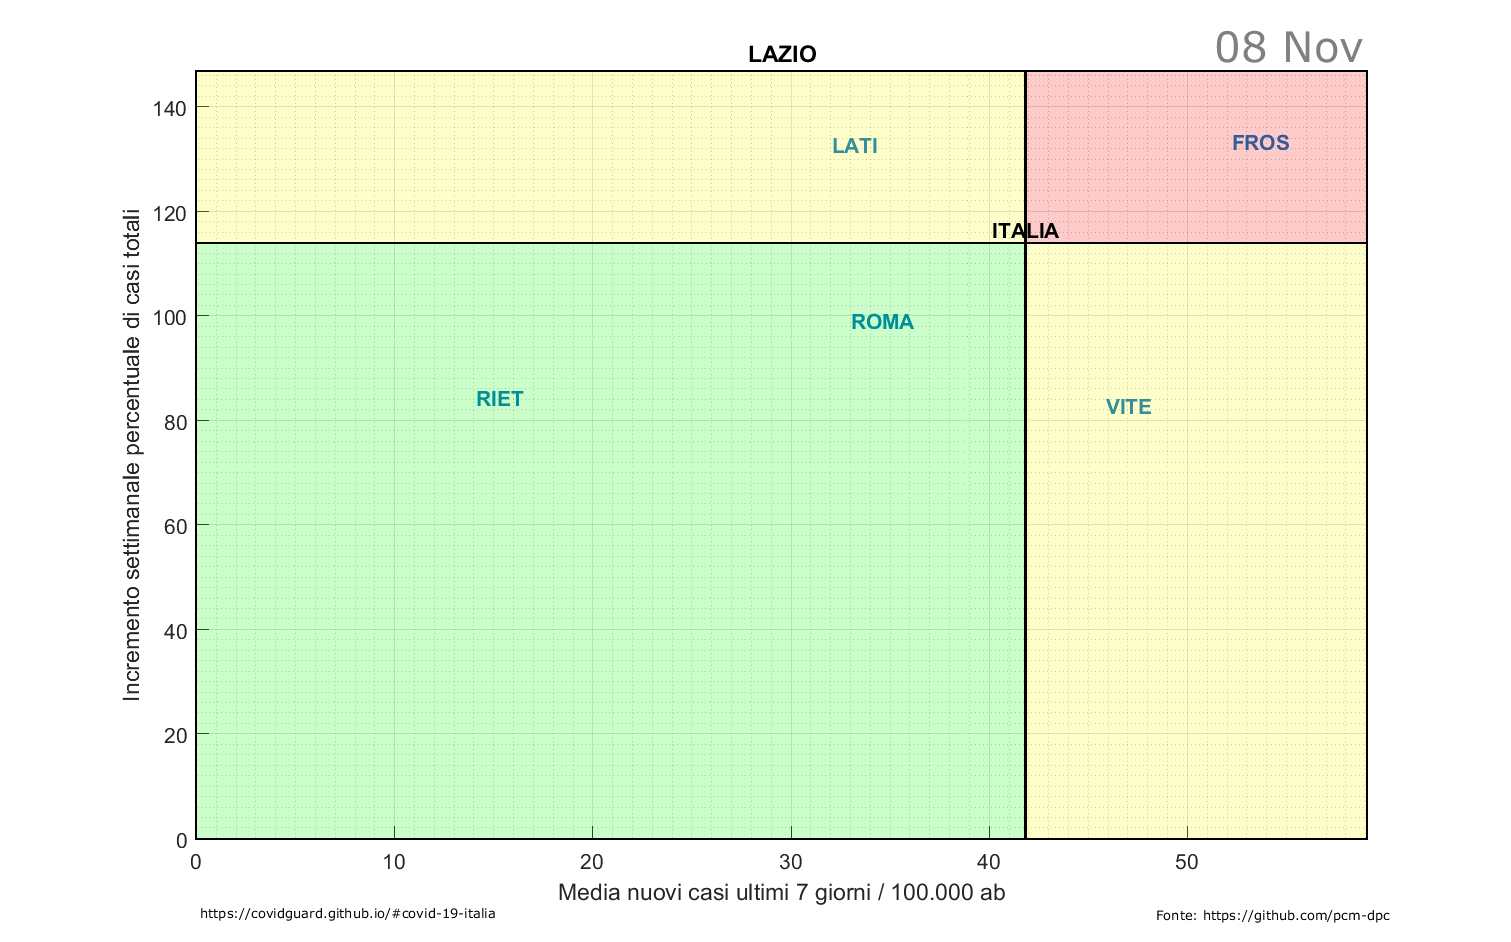 08 Nov
LAZIO
140
120
100
80
60
40
20
0
Incremento settimanale percentuale di casi totali
LATI
FROS
ITALIA
ROMA
RIET
VITE
0 10 20 30 40 50
Media nuovi casi ultimi 7 giorni / 100.000 ab
https://covidguard.github.io/#covid-19-italia
Fonte: https://github.com/pcm-dpc